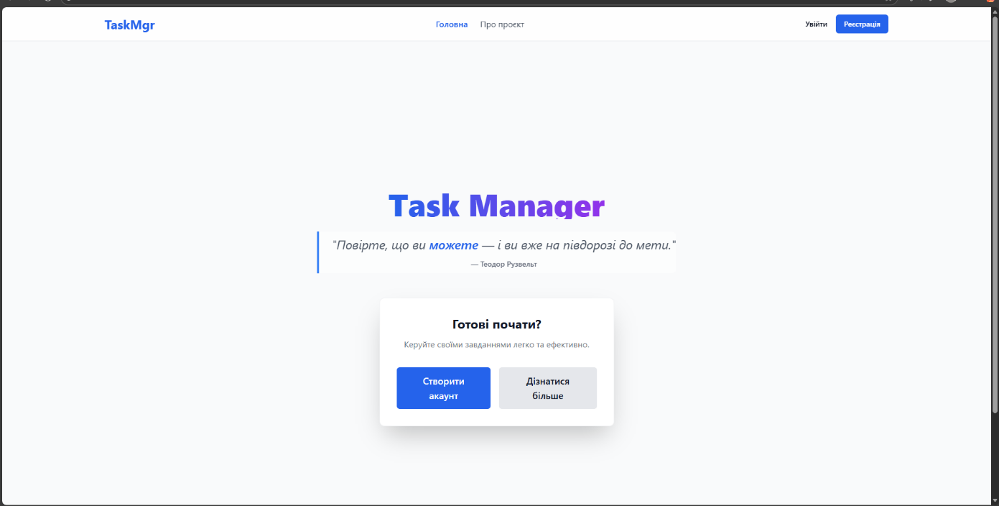 TaskMgr
Головна Про проєкт
Увійти Реєстрація
Task Manager
"Повірте, що ви можете — і ви вже на півдорозі до мети."
— Теодор Рузвельт
Готові почати?
Керуйте своїми завданнями легко та ефективно.
Створити
акаунт
Дізнатися
більше